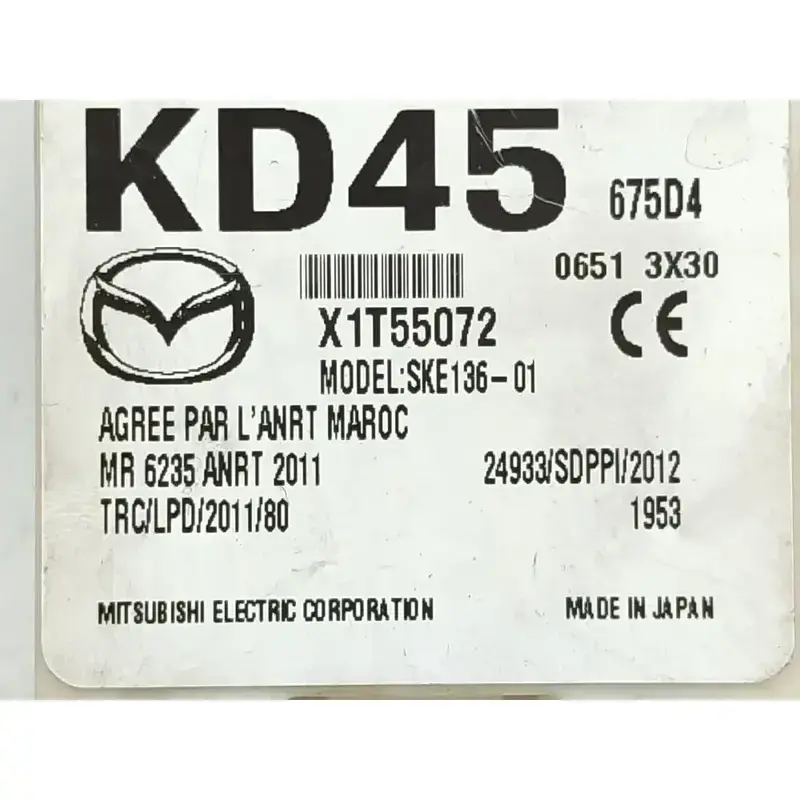 KD45 675D4
0651 3X30
X1T55072 CE
MODEL:SKE136-01
AGREE PAR L'ANRT MAROC
MR 6235 ANRT 2011 24933/SDPPI/2012
TRC/LPD/2011/80 1953
MITSUBISHI ELECTRIC CORPORATION MADE IN JAPAN